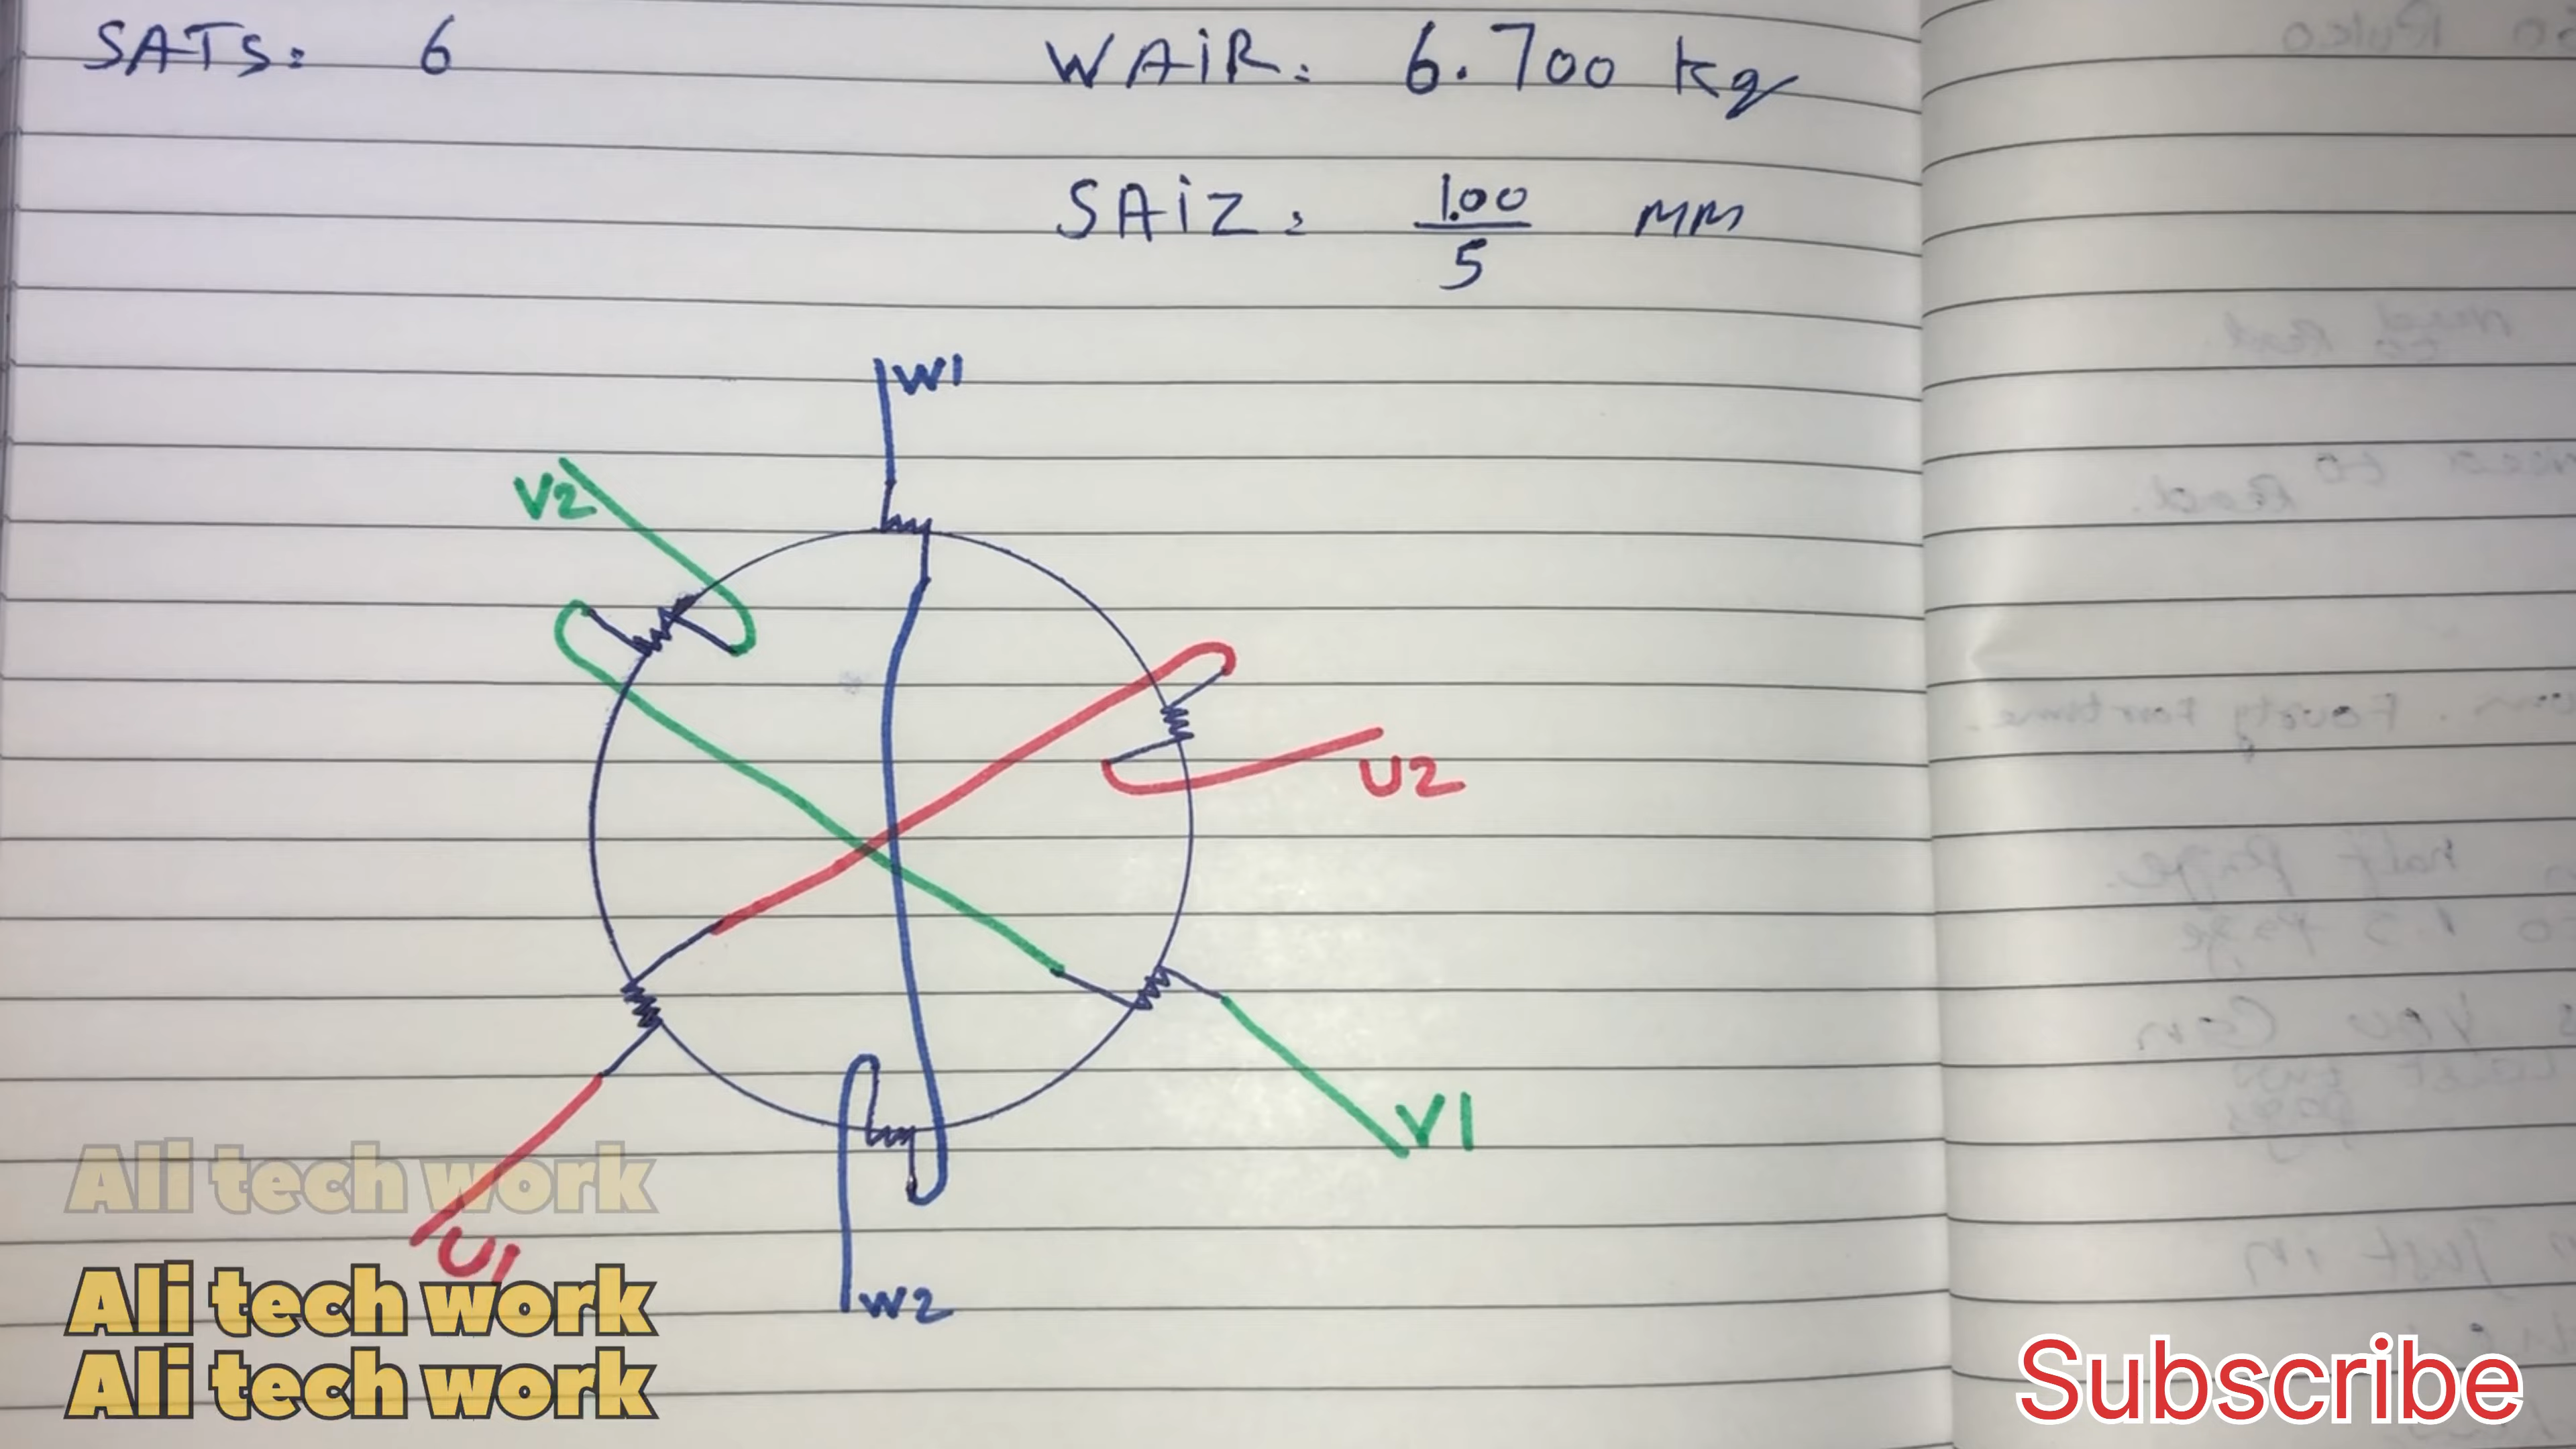 SATS: 6
WAIR: 6.700 kg
SAIZ: 1.00/5 MM
W1
V2
U2
V1
U1
W2
Ali tech work
Ali tech work
Ali tech work
Subscribe